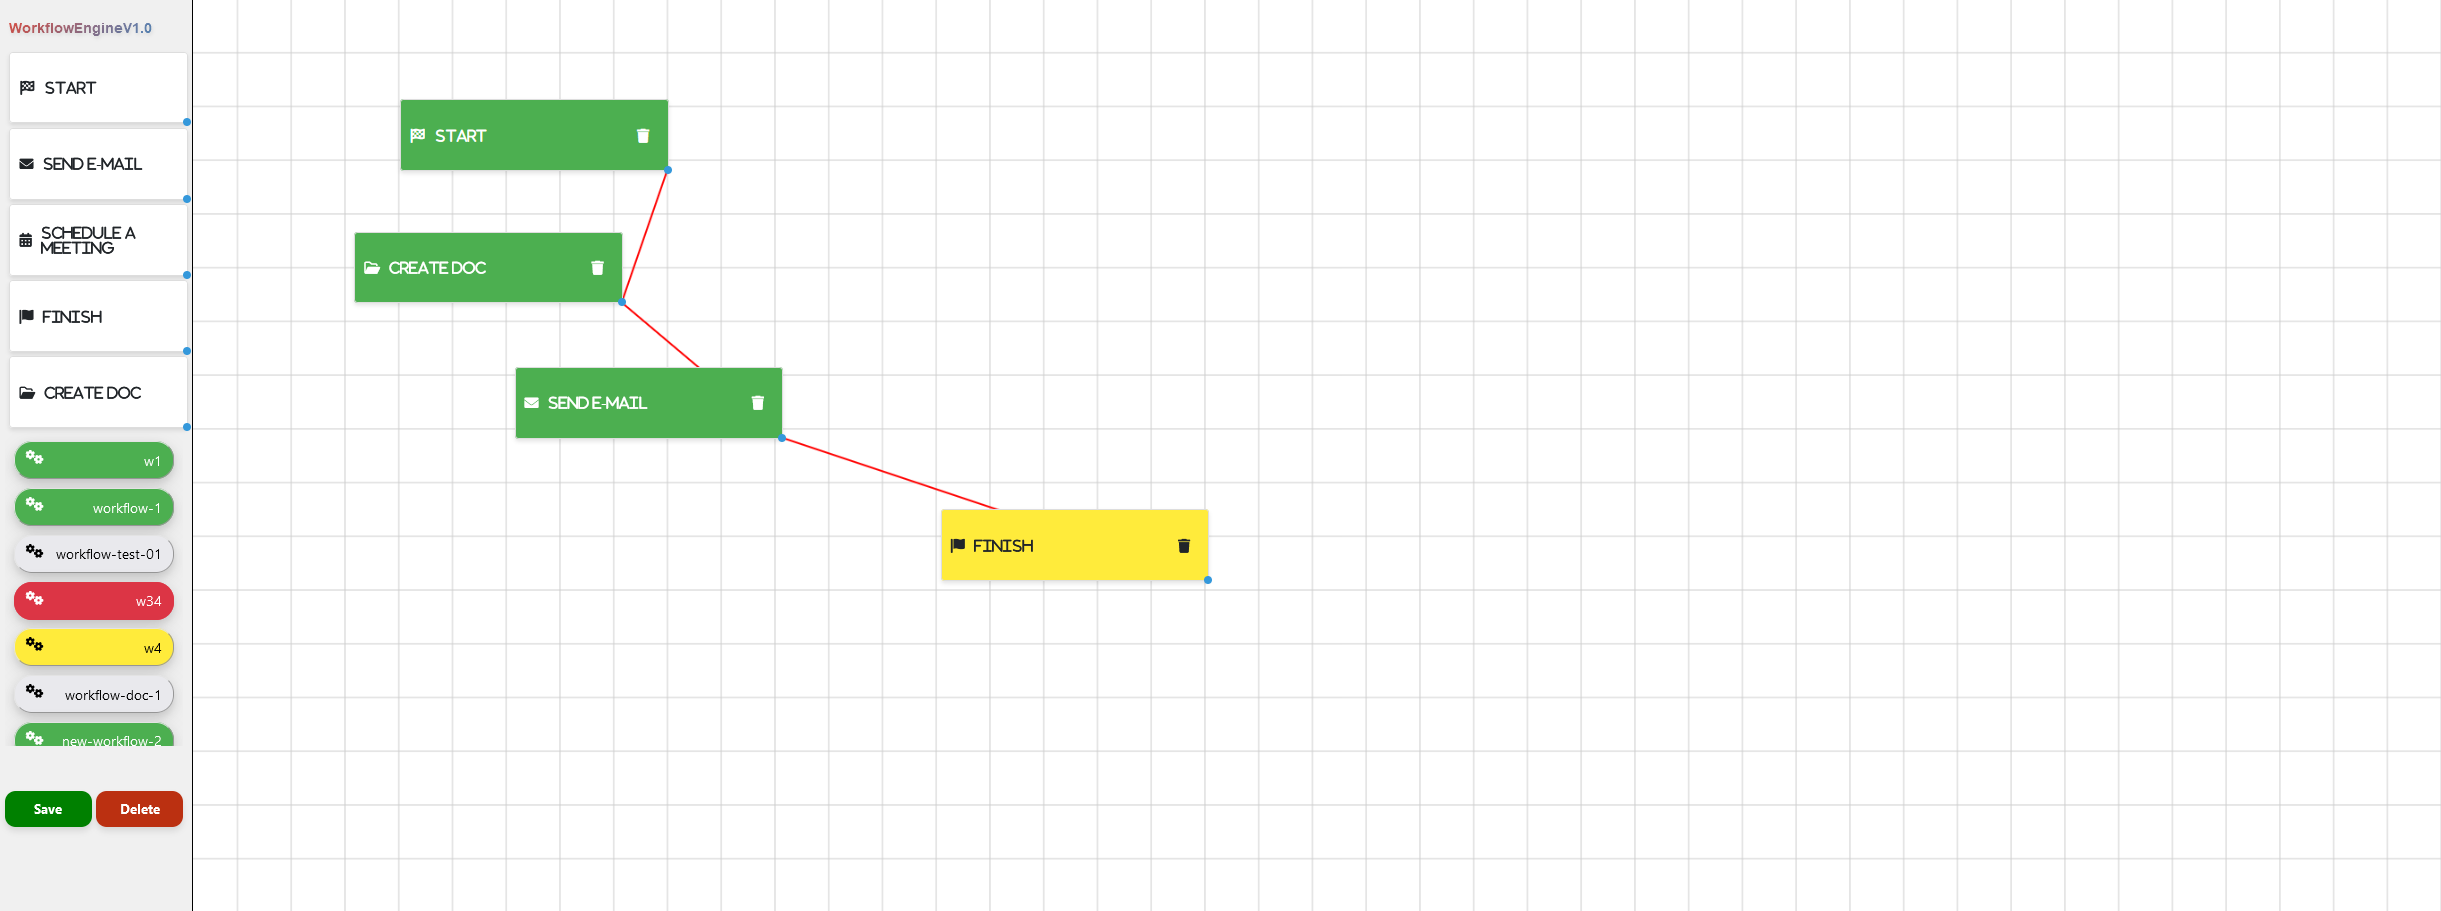 WorkflowEngineV1.0
START
SEND E-MAIL
SCHEDULE A
MEETING
FINISH
CREATE DOC
w1
workflow-1
workflow-test-01
w34
w4
workflow-doc-1
new-workflow-2
Save
Delete
START
CREATE DOC
SEND E-MAIL
FINISH